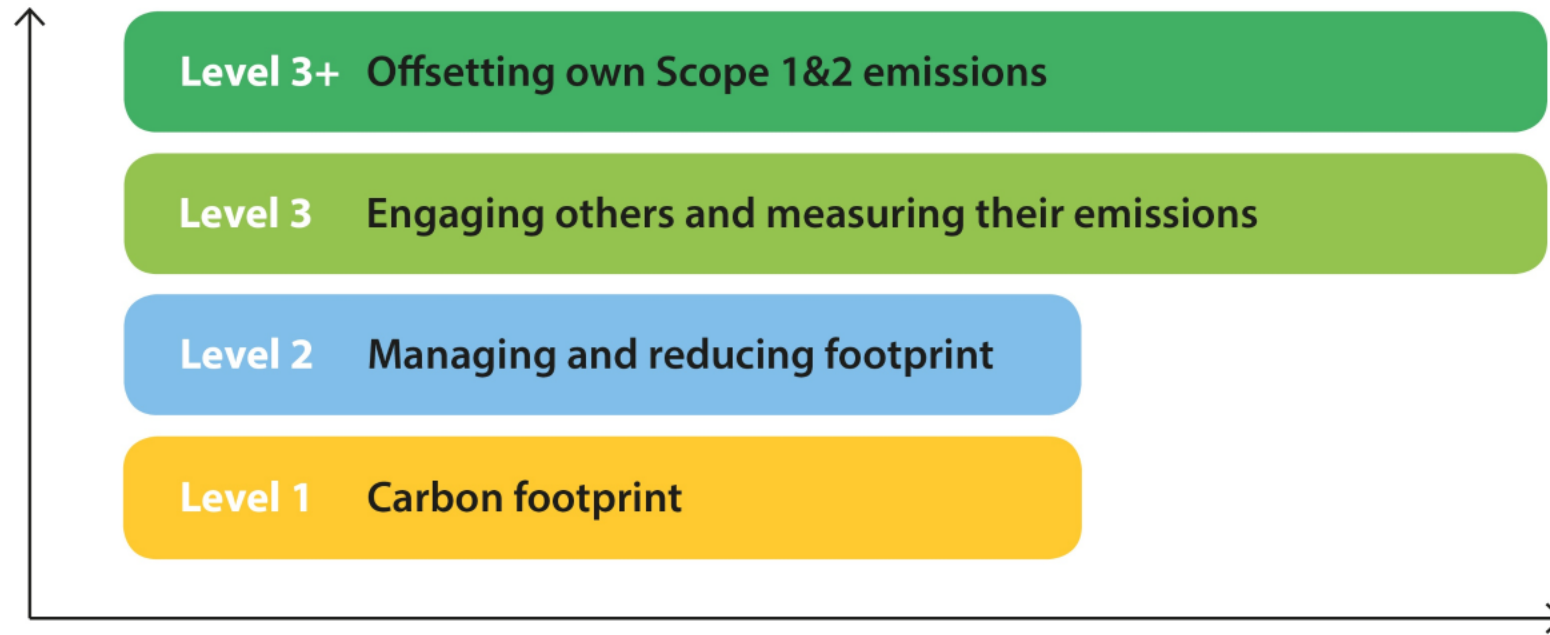 Level 3+ Offsetting own Scope 1&2 emissions
Level 3 Engaging others and measuring their emissions
Level 2 Managing and reducing footprint
Level 1 Carbon footprint